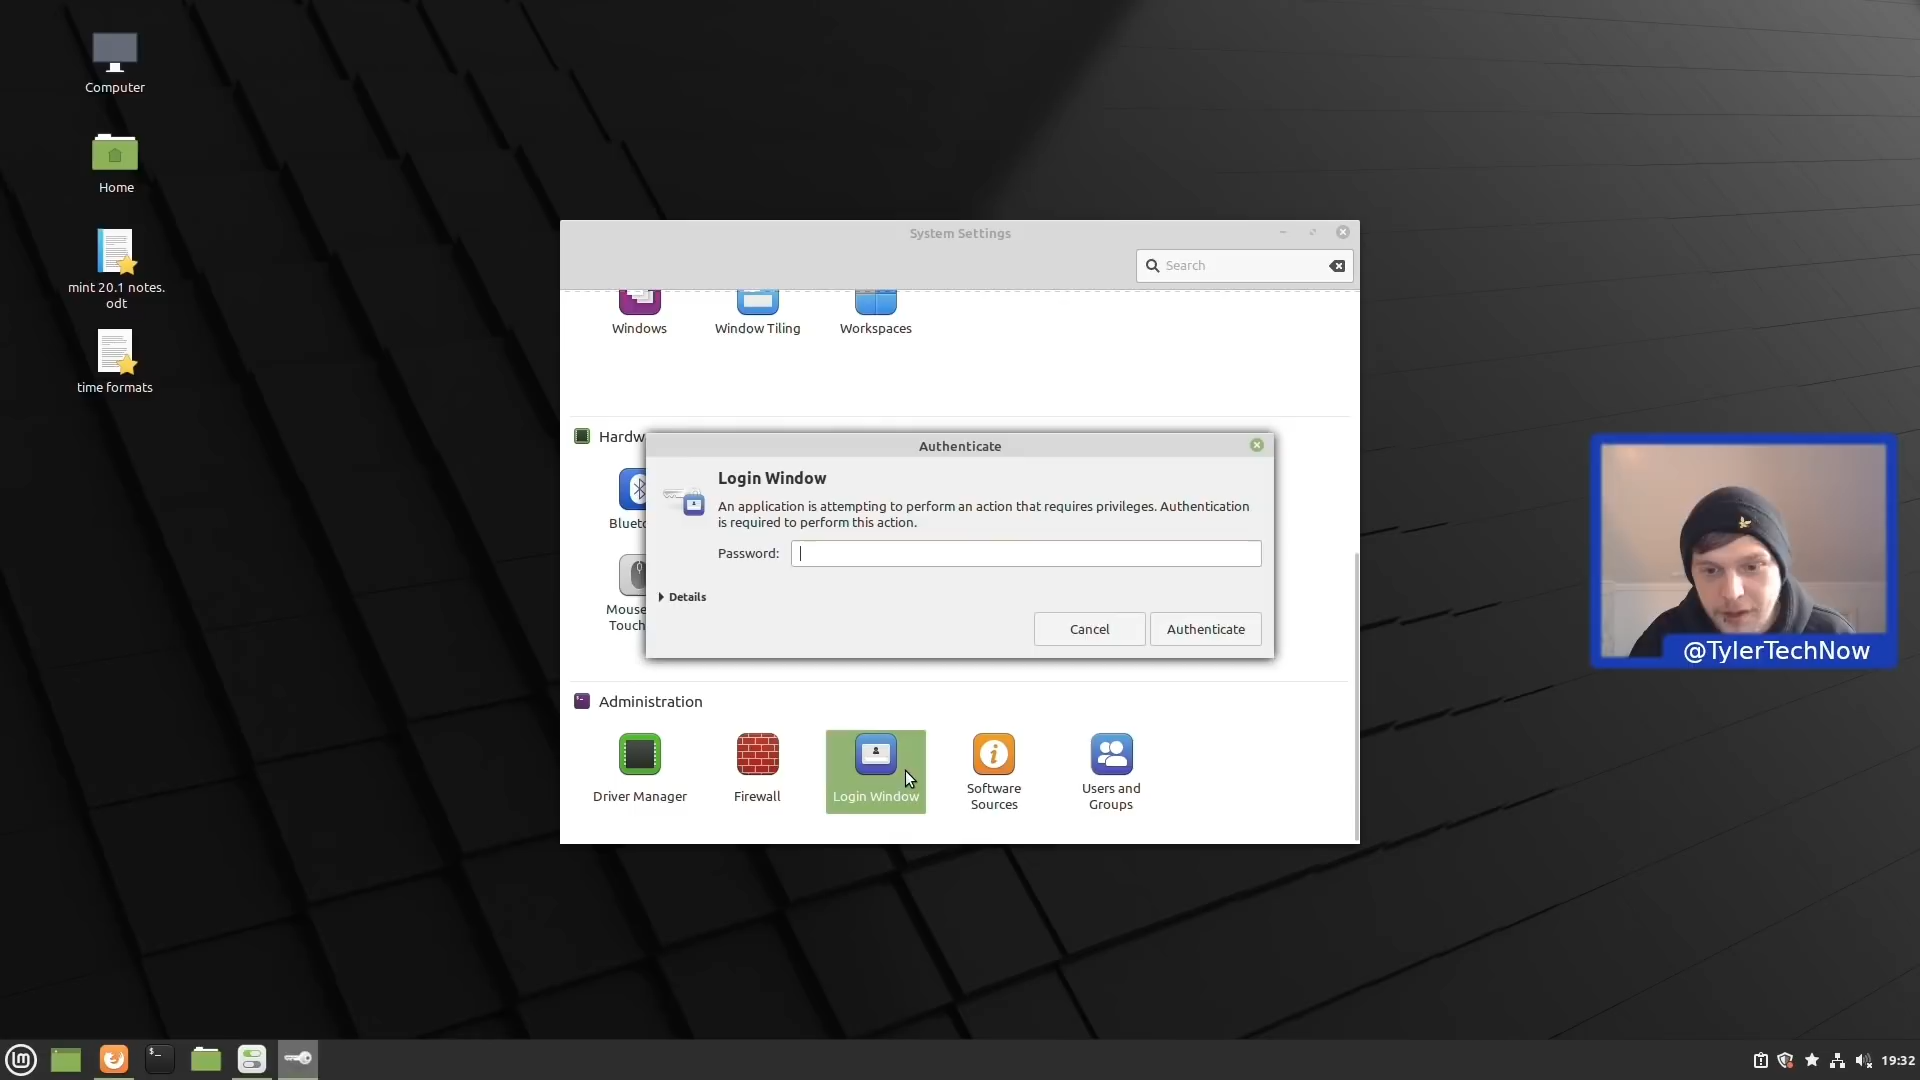 Computer
Home
mint 20.1 notes.
odt
time formats
System Settings
Search
Windows
Window Tiling
Workspaces
Hardw
Blueto
Mouse
Touch
Authenticate
Login Window
An application is attempting to perform an action that requires privileges. Authentication
is required to perform this action.
Password:
Details
Cancel
Authenticate
Administration
Driver Manager
Firewall
Login Window
Software
Sources
Users and
Groups
@TylerTechNow
lm
$_
19:32